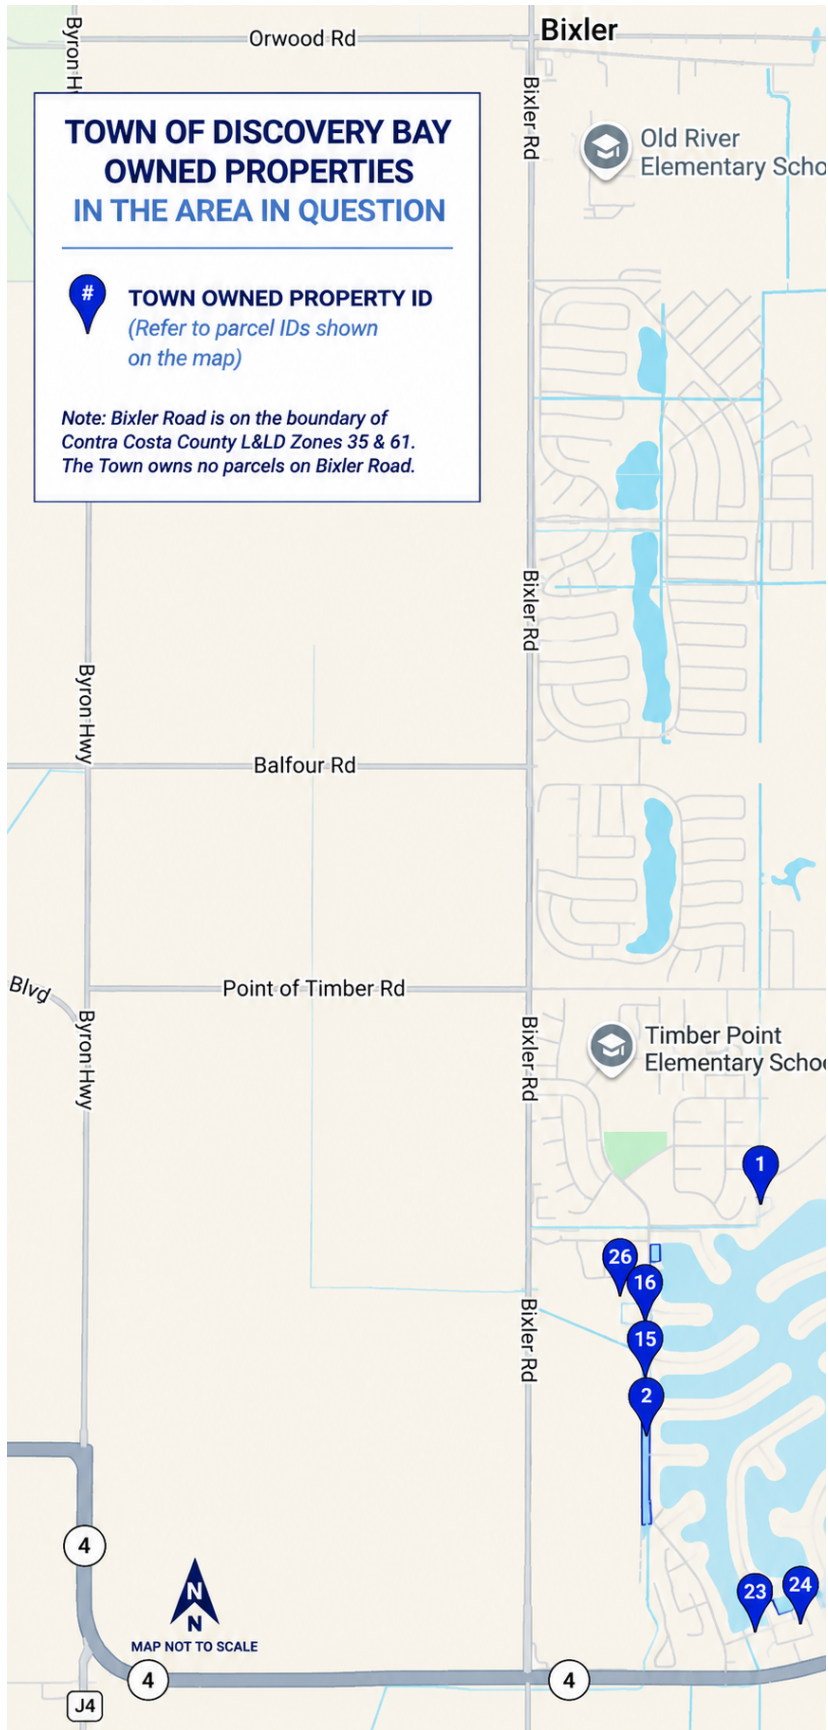 Orwood Rd
Bixler
Byron Hw
Bixler Rd
TOWN OF DISCOVERY BAY
OWNED PROPERTIES
IN THE AREA IN QUESTION
#
TOWN OWNED PROPERTY ID
(Refer to parcel IDs shown
on the map)
Note: Bixler Road is on the boundary of
Contra Costa County L&LD Zones 35 & 61.
The Town owns no parcels on Bixler Road.
Old River
Elementary Scho
Bixler Rd
Byron Hwy
Balfour Rd
Blvd
Point of Timber Rd
Byron Hwy
Bixler Rd
Timber Point
Elementary Schoo
1
26
16
15
2
Bixler Rd
23
24
4
N
N
MAP NOT TO SCALE
4
4
J4